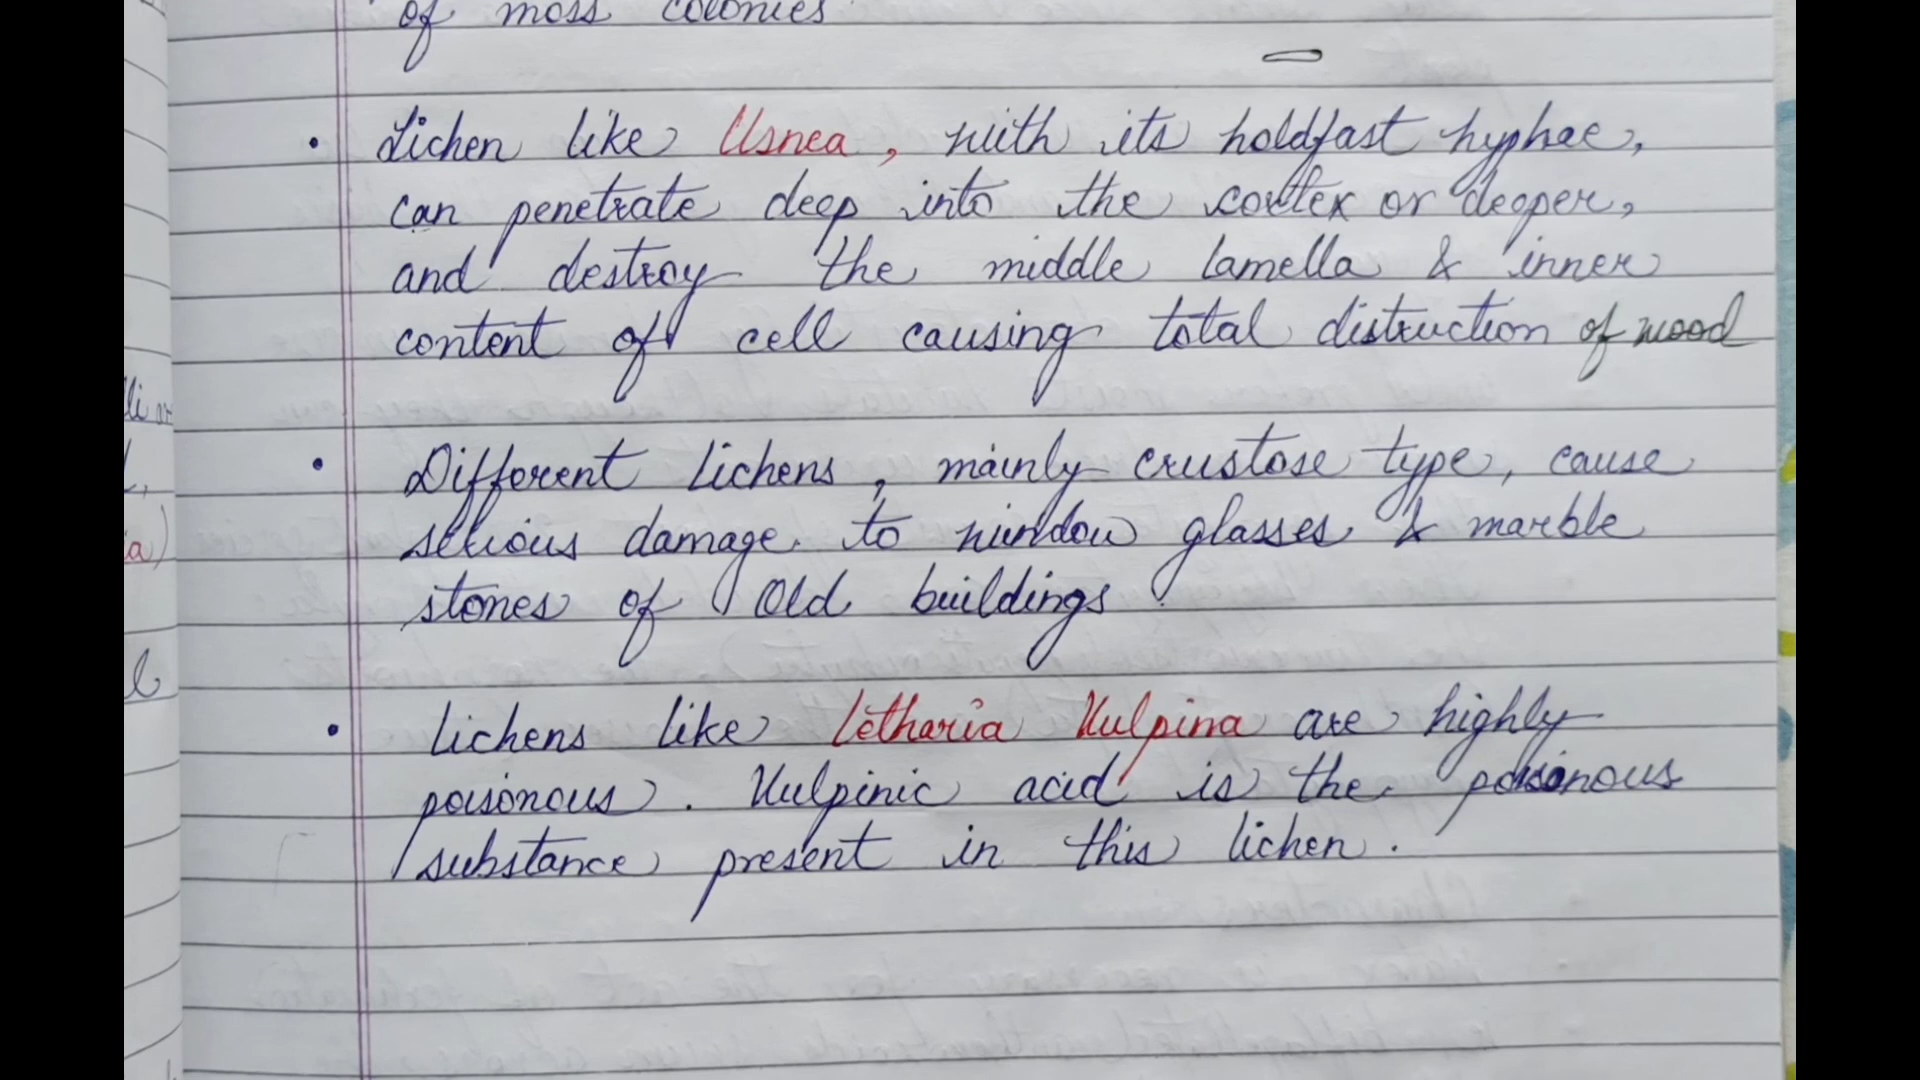 of moss colonies
• Lichen like Usnea, with its holdfast hyphae,
can penetrate deep into the cortex or deeper,
and destroy the middle lamella & inner
content of cell causing total distruction of wood
• Different lichens, mainly crustose type, cause
serious damage to window glasses & marble
stones of Old buildings.
• Lichens like Letharia Vulpina are highly
poisonous. Vulpinic acid is the poisonous
substance present in this lichen.